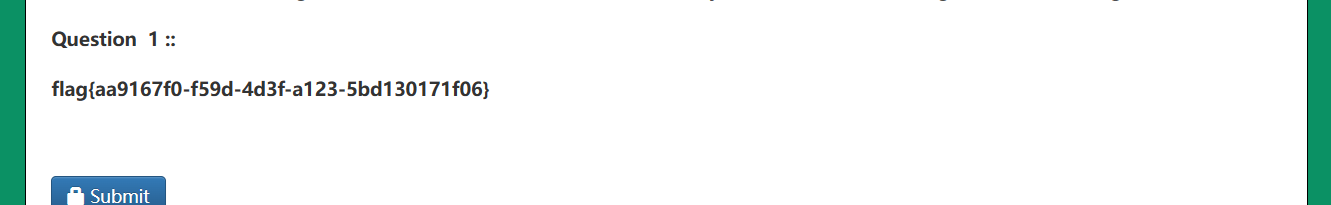 Question 1 ::
flag{aa9167f0-f59d-4d3f-a123-5bd130171f06}
Submit